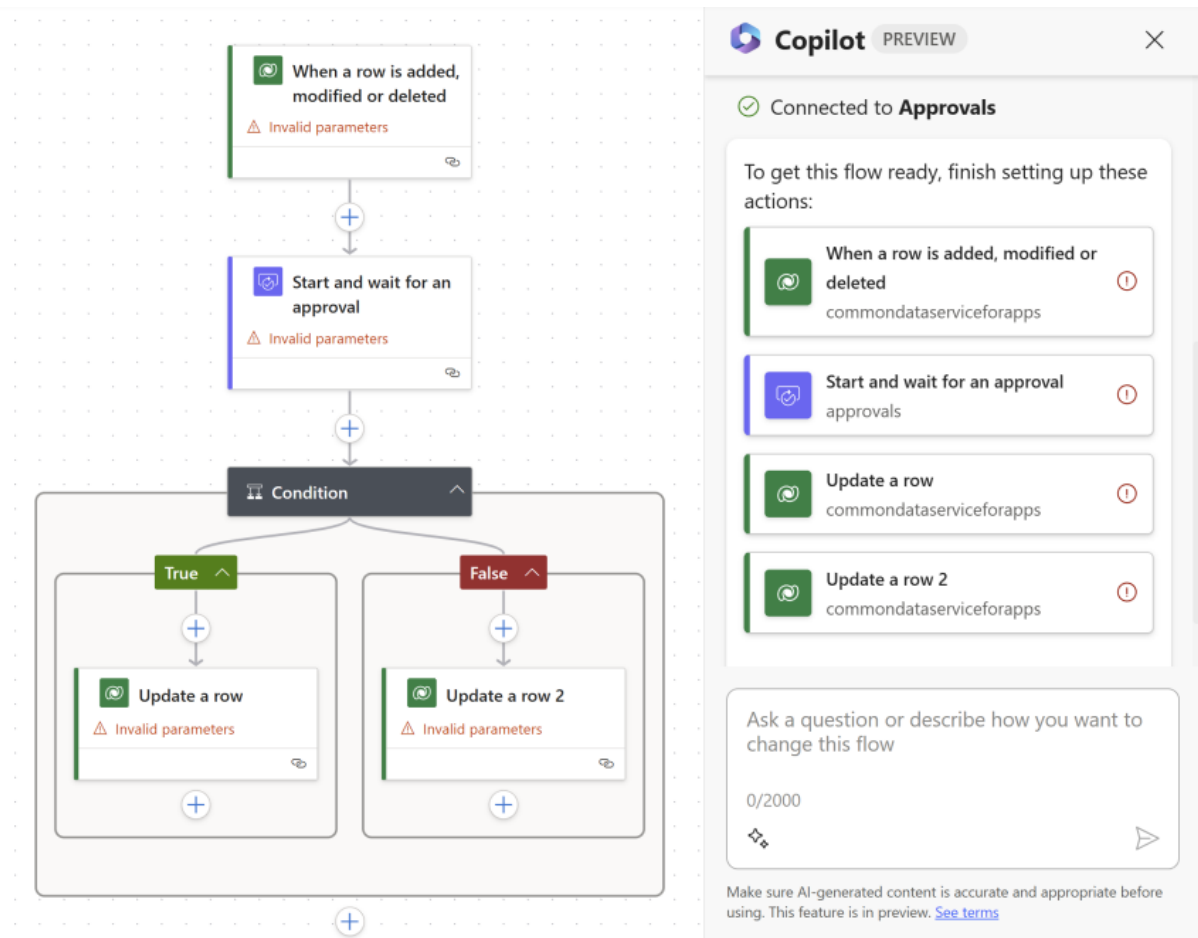 When a row is added,
modified or deleted
Invalid parameters
Start and wait for an
approval
Invalid parameters
Condition
True
False
Update a row
Invalid parameters
Update a row 2
Invalid parameters
Copilot PREVIEW
Connected to Approvals
To get this flow ready, finish setting up these
actions:
When a row is added, modified or
deleted
commondataserviceforapps
Start and wait for an approval
approvals
Update a row
commondataserviceforapps
Update a row 2
commondataserviceforapps
Ask a question or describe how you want to
change this flow
0/2000
Make sure AI-generated content is accurate and appropriate before
using. This feature is in preview. See terms